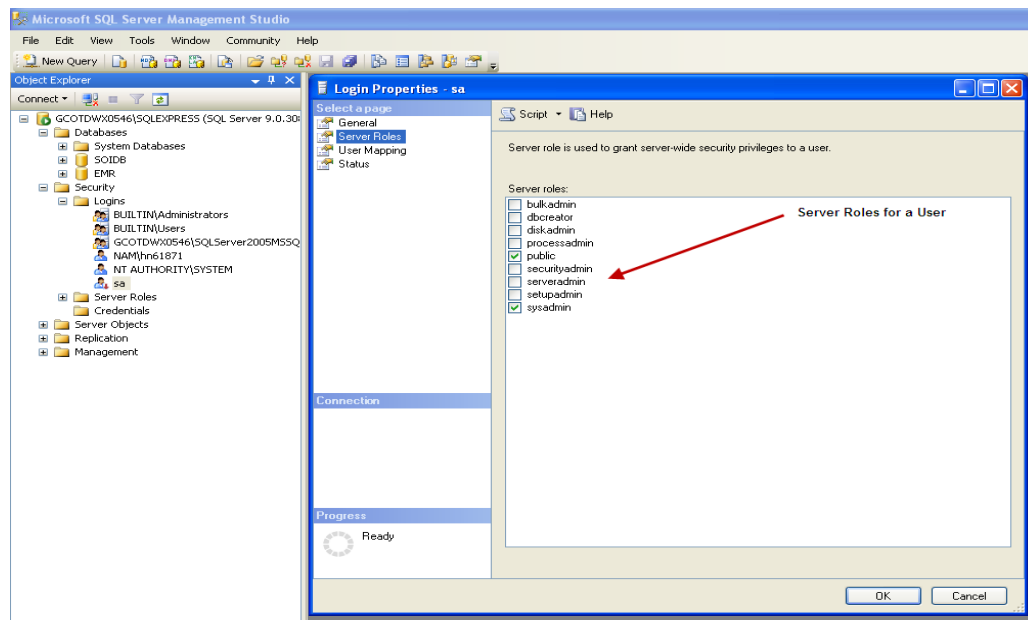 Microsoft SQL Server Management Studio
File Edit View Tools Window Community Help
New Query
Object Explorer
Connect
GCOTDWX0546\SQLEXPRESS (SQL Server 9.0.30
Databases
System Databases
SOIDB
EMR
Security
Logins
BUILTIN\Administrators
BUILTIN\Users
GCOTDWX0546\SQLServer2005MSSQ
NAM\hn61871
NT AUTHORITY\SYSTEM
sa
Server Roles
Credentials
Server Objects
Replication
Management
Login Properties - sa
Select a page
General
Server Roles
User Mapping
Status
Connection
Progress
Ready
Script Help
Server role is used to grant server-wide security privileges to a user.
Server roles:
bulkadmin
dbcreator
diskadmin
processadmin
public
securityadmin
serveradmin
setupadmin
sysadmin
Server Roles for a User
OK Cancel